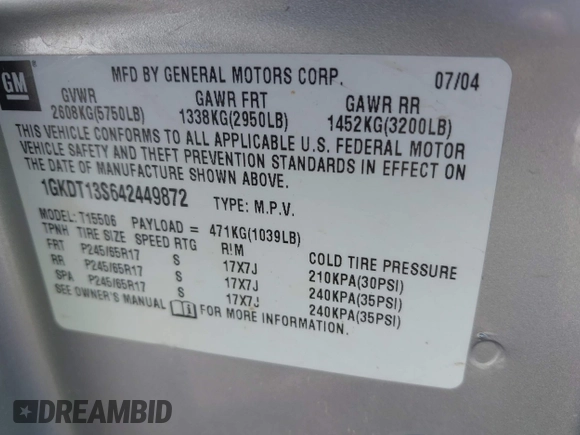 GM
MFD BY GENERAL MOTORS CORP. 07/04
GVWR GAWR FRT GAWR RR
2608KG(5750LB) 1338KG(2950LB) 1452KG(3200LB)
THIS VEHICLE CONFORMS TO ALL APPLICABLE U.S. FEDERAL MOTOR
VEHICLE SAFETY AND THEFT PREVENTION STANDARDS IN EFFECT ON
THE DATE OF MANUFACTURE SHOWN ABOVE.
1GKDT13S642449872 TYPE: M.P.V.
MODEL: T15506 PAYLOAD = 471KG(1039LB)
TPNH TIRE SIZE SPEED RTG RIM COLD TIRE PRESSURE
FRT P245/65R17 S 17X7J 210KPA(30PSI)
RR P245/65R17 S 17X7J 240KPA(35PSI)
SPA P245/65R17 S 17X7J 240KPA(35PSI)
SEE OWNER'S MANUAL FOR MORE INFORMATION.
DREAMBID